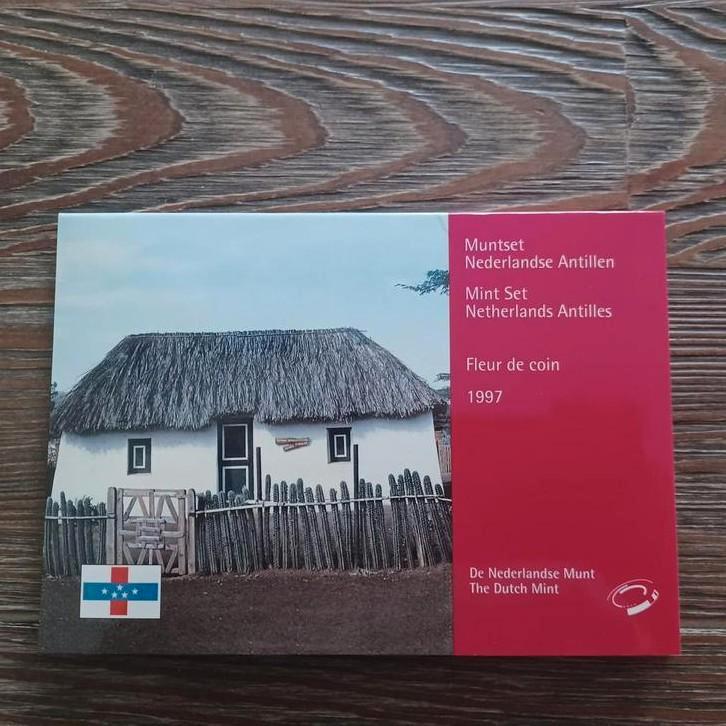 Muntset
Nederlandse Antillen
Mint Set
Netherlands Antilles
Fleur de coin
1997
De Nederlandse Munt
The Dutch Mint